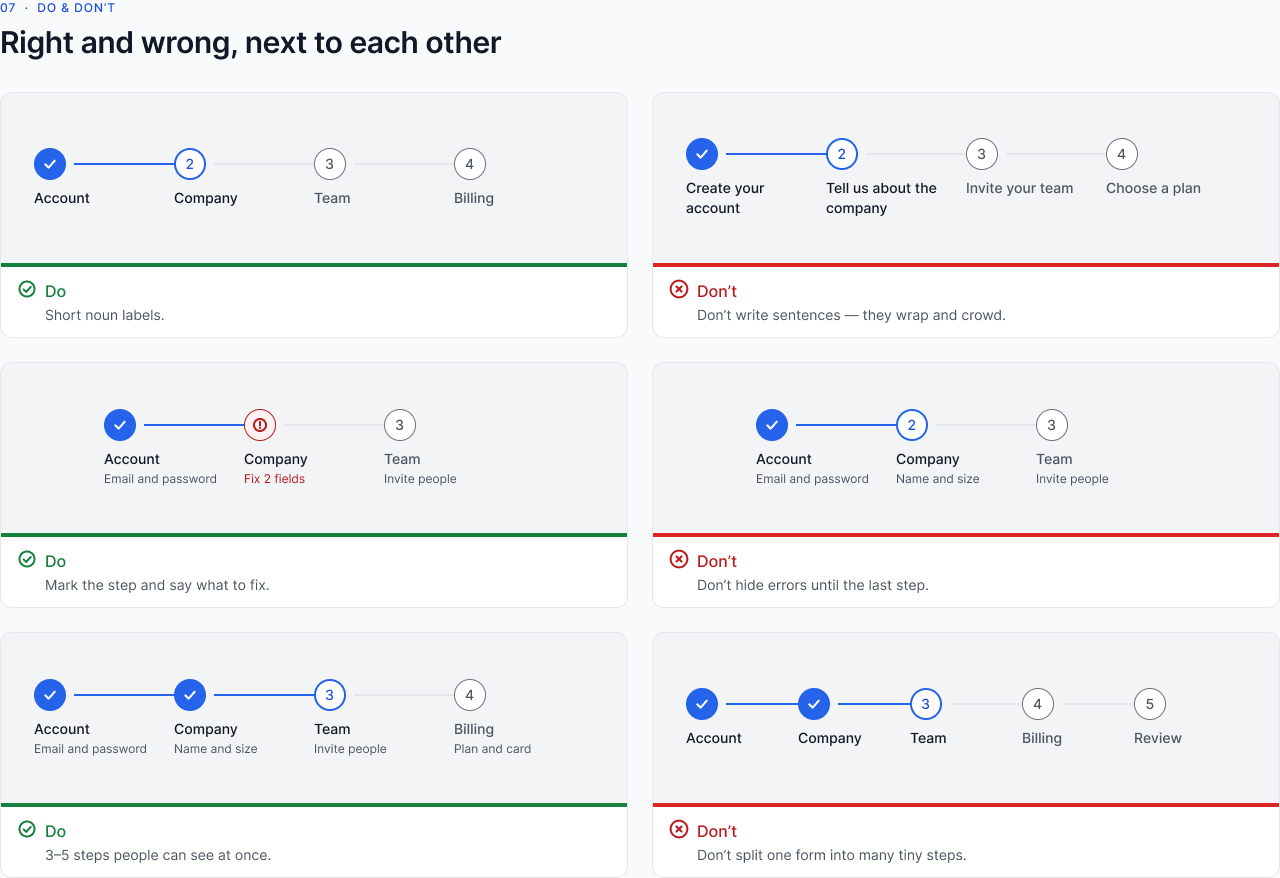 07 · DO & DON'T
Right and wrong, next to each other
2 3 4
Account Company Team Billing
Do
Short noun labels.
2 3 4
Create your account Tell us about the company Invite your team Choose a plan
Don't
Don't write sentences — they wrap and crowd.
3
Account Company Team
Email and password Fix 2 fields Invite people
Do
Mark the step and say what to fix.
2 3
Account Company Team
Email and password Name and size Invite people
Don't
Don't hide errors until the last step.
3 4
Account Company Team Billing
Email and password Name and size Invite people Plan and card
Do
3–5 steps people can see at once.
3 4 5
Account Company Team Billing Review
Don't
Don't split one form into many tiny steps.